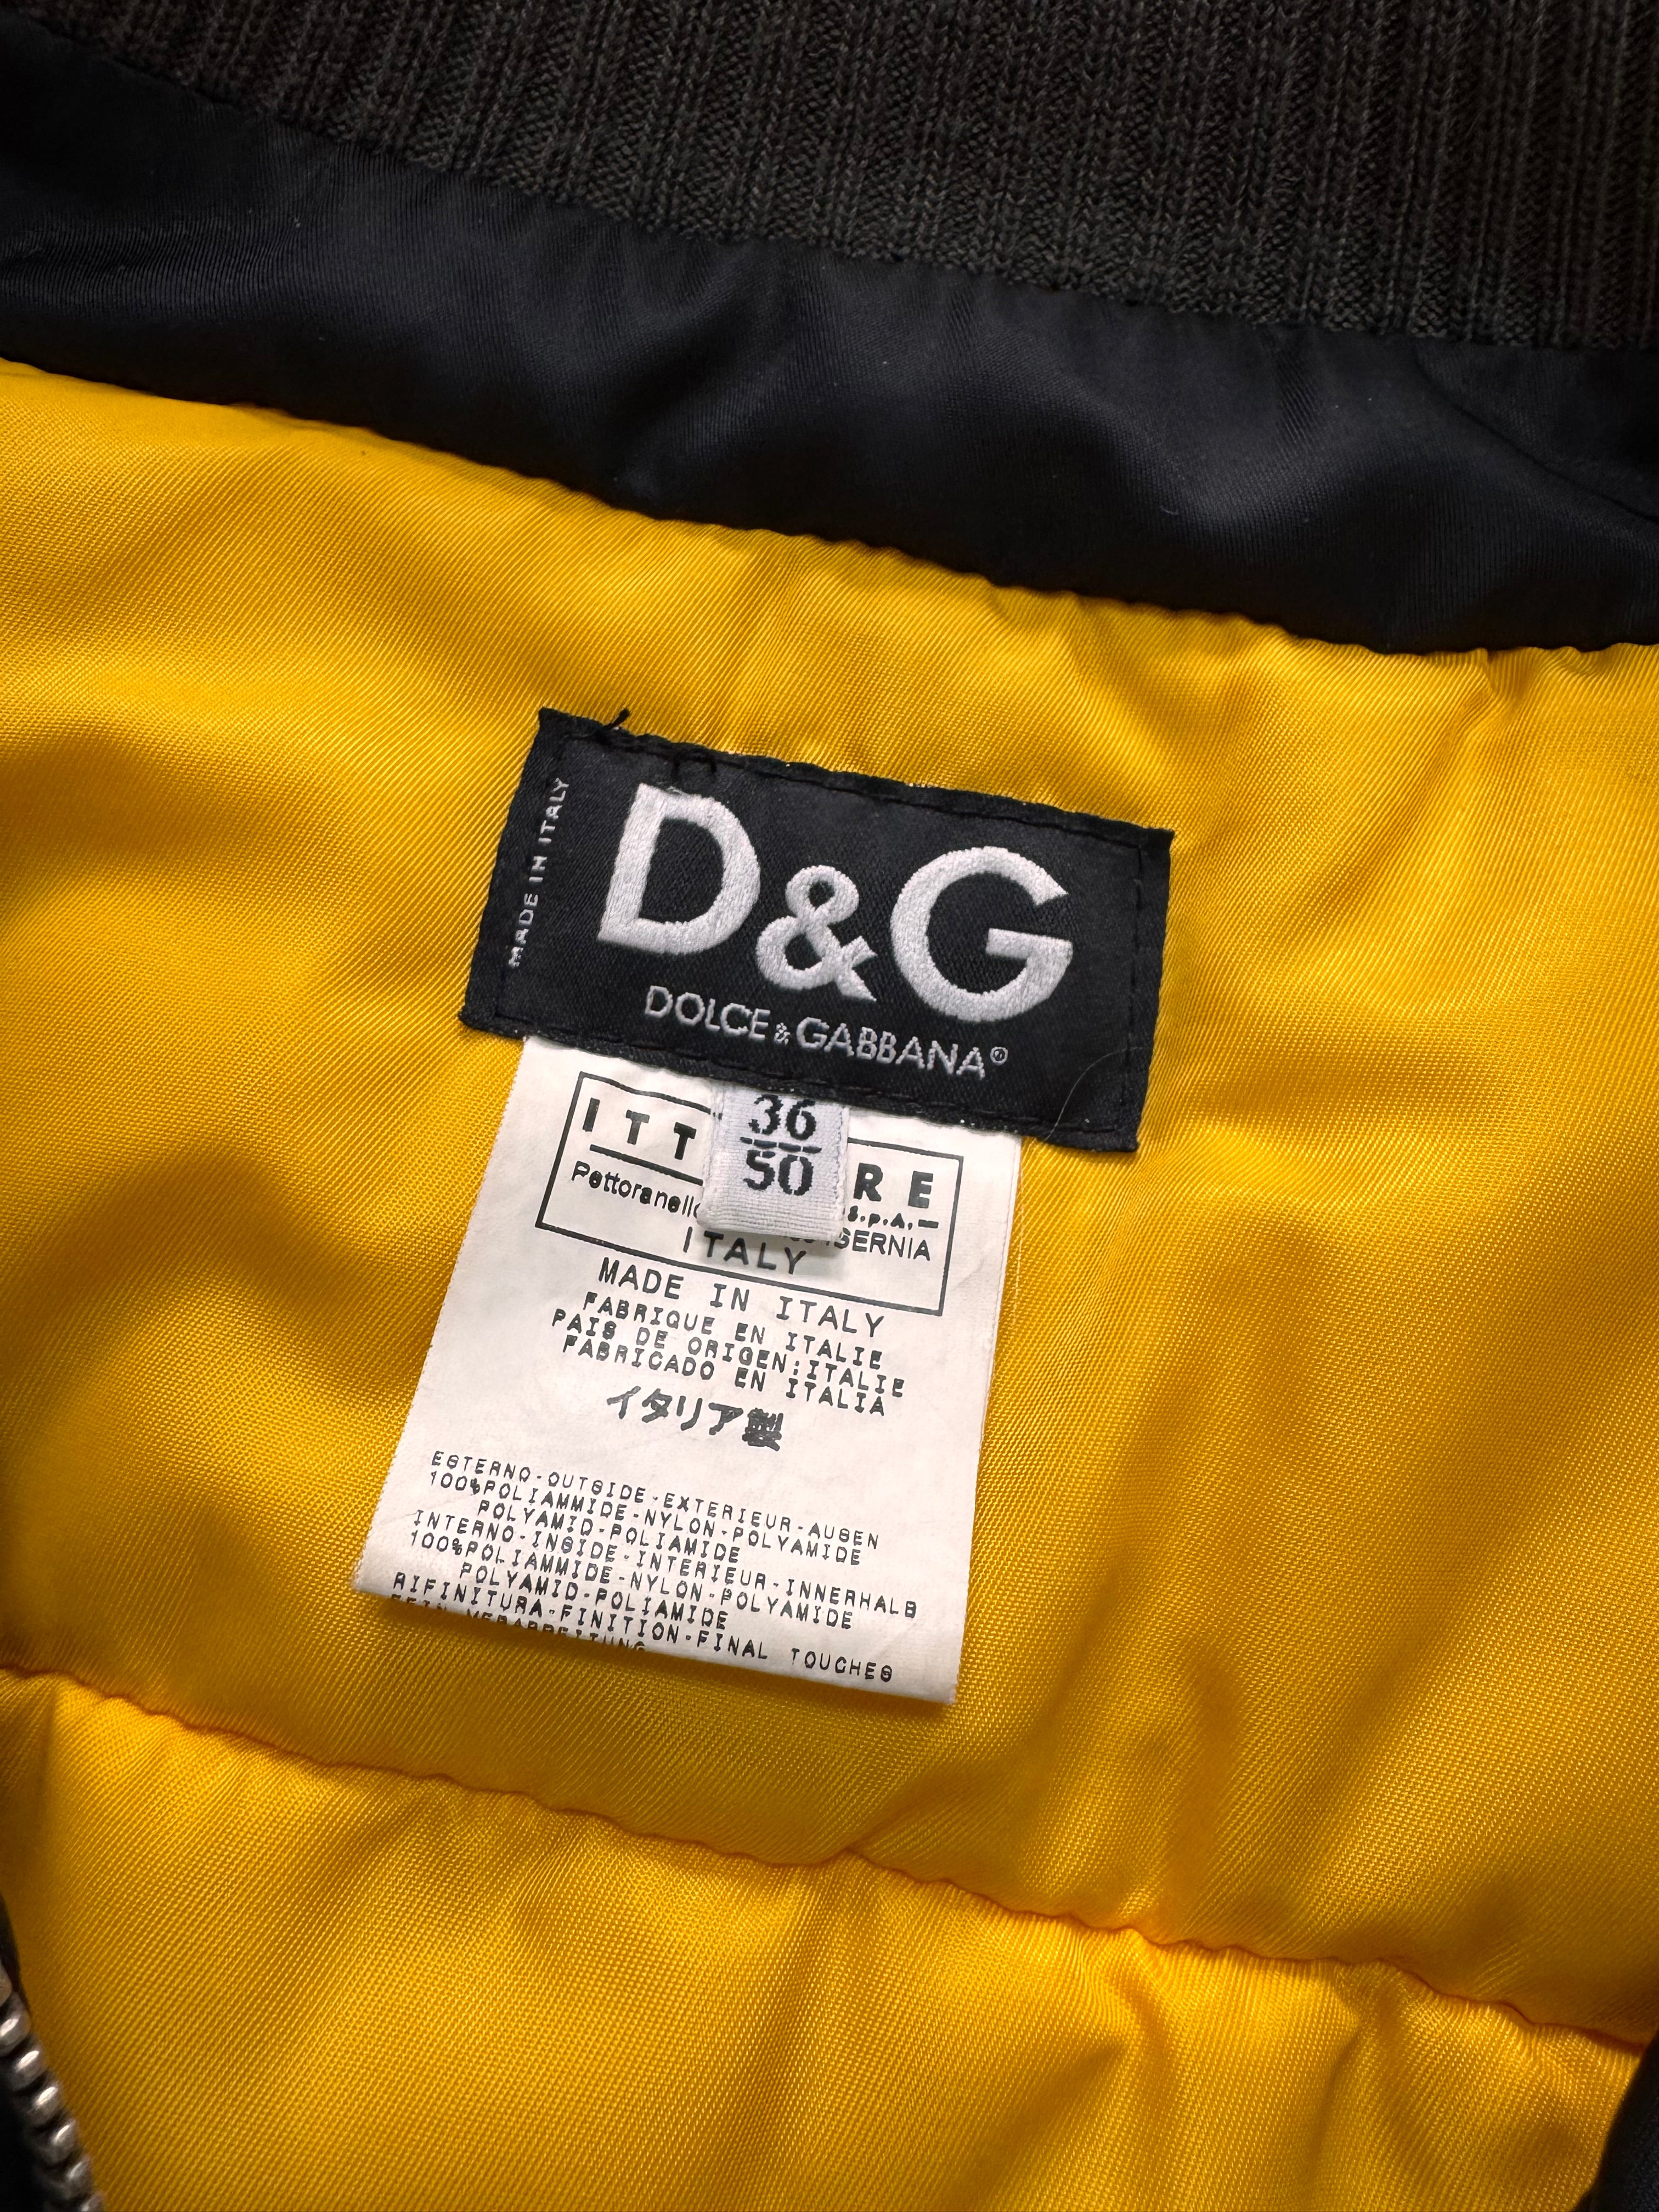 MADE IN ITALY
D&G
DOLCE & GABBANA®
36
50
ITT RE
S.p.A.
Pettoranello ISERNIA
ITALY
MADE IN ITALY
FABRIQUE EN ITALIE
PAIS DE ORIGEN:ITALIE
FABRICADO EN ITALIA
イタリア製
ESTERNO-OUTSIDE-EXTERIEUR-AUSEN
100%POLIAMMIDE-NYLON-POLYAMIDE
POLYAMID-POLIAMIDE
INTERNO-INSIDE-INTERIEUR-INNERHALB
100%POLIAMMIDE-NYLON-POLYAMIDE
POLYAMID-POLIAMIDE
RIFINITURA-FINITION-FINAL TOUCHES